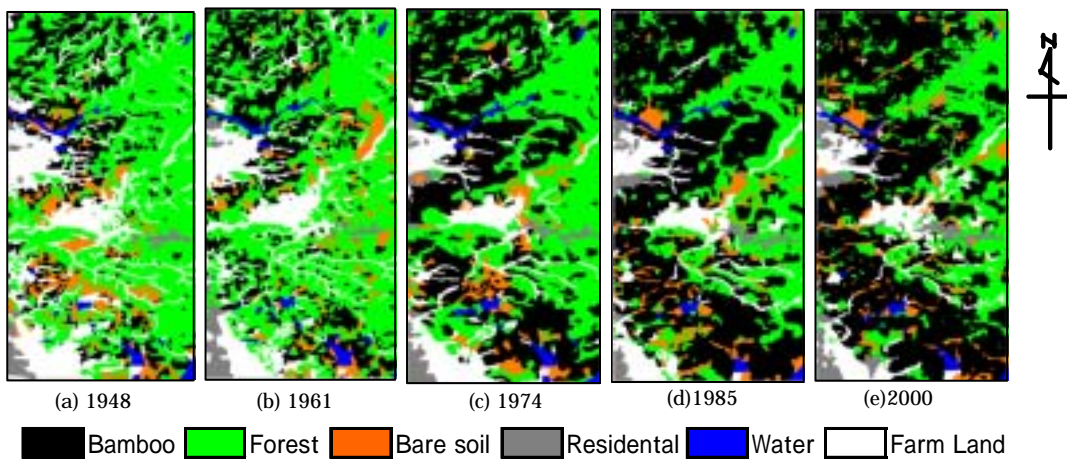 N
(a) 1948
(b) 1961
(c) 1974
(d)1985
(e)2000
Bamboo
Forest
Bare soil
Residental
Water
Farm Land